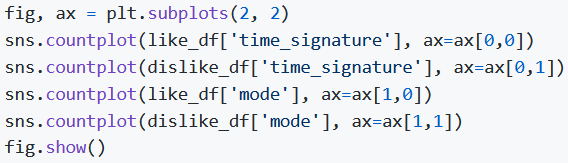 fig, ax = plt.subplots(2, 2)
sns.countplot(like_df['time_signature'], ax=ax[0,0])
sns.countplot(dislike_df['time_signature'], ax=ax[0,1])
sns.countplot(like_df['mode'], ax=ax[1,0])
sns.countplot(dislike_df['mode'], ax=ax[1,1])
fig.show()